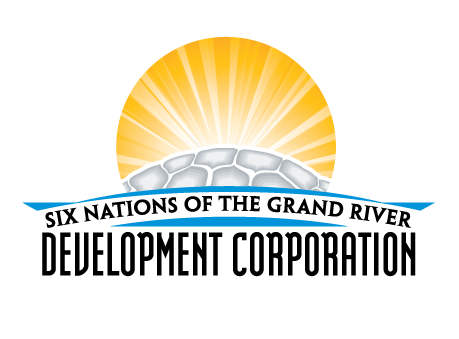 SIX NATIONS OF THE GRAND RIVER
DEVELOPMENT CORPORATION